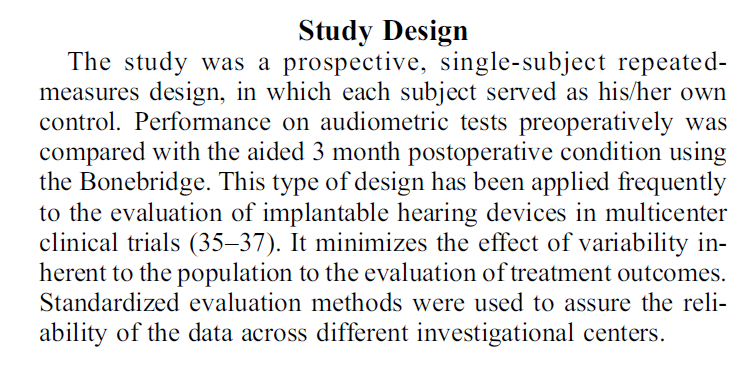 Study Design
The study was a prospective, single-subject repeated-
measures design, in which each subject served as his/her own
control. Performance on audiometric tests preoperatively was
compared with the aided 3 month postoperative condition using
the Bonebridge. This type of design has been applied frequently
to the evaluation of implantable hearing devices in multicenter
clinical trials (35–37). It minimizes the effect of variability in-
herent to the population to the evaluation of treatment outcomes.
Standardized evaluation methods were used to assure the reli-
ability of the data across different investigational centers.